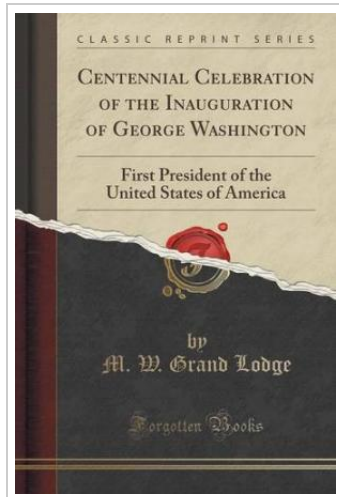 CLASSIC REPRINT SERIES
CENTENNIAL CELEBRATION
OF THE INAUGURATION
OF GEORGE WASHINGTON
First President of the
United States of America
by
M. W. Grand Lodge
Forgotten Books